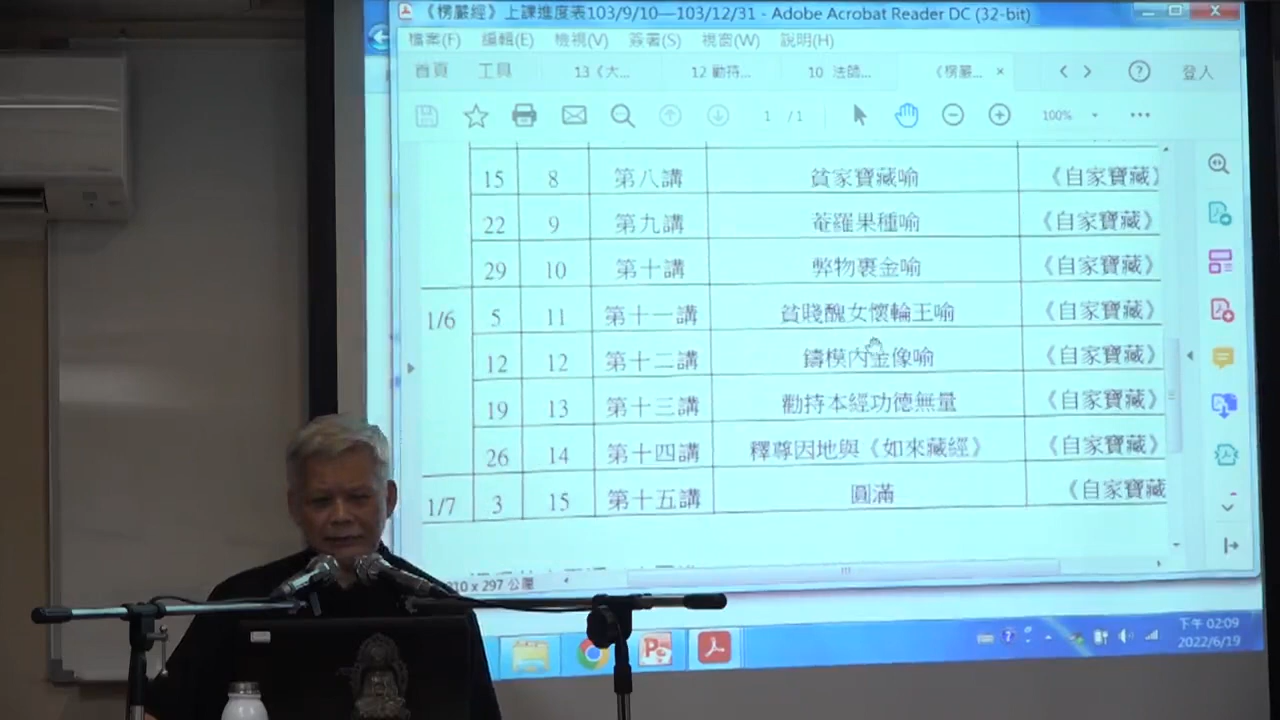 《楞嚴經》上課進度表103/9/10—103/12/31 - Adobe Acrobat Reader DC (32-bit)
檔案(F) 編輯(E) 檢視(V) 簽署(S) 視窗(W) 說明(H)
首頁 工具 13《大... 12 勸持... 10 法師... 《楞嚴... × ? 登入
1 / 1 100%
15 8 第八講 貧家寶藏喻 《自家寶藏》
22 9 第九講 菴羅果種喻 《自家寶藏》
29 10 第十講 弊物裹金喻 《自家寶藏》
1/6 5 11 第十一講 貧賤醜女懷輪王喻 《自家寶藏》
12 12 第十二講 鑄模內金像喻 《自家寶藏》
19 13 第十三講 勸持本經功德無量 《自家寶藏》
26 14 第十四講 釋尊因地與《如來藏經》 《自家寶藏》
1/7 3 15 第十五講 圓滿 《自家寶藏
210 x 297 公厘
下午 02:09
2022/6/19